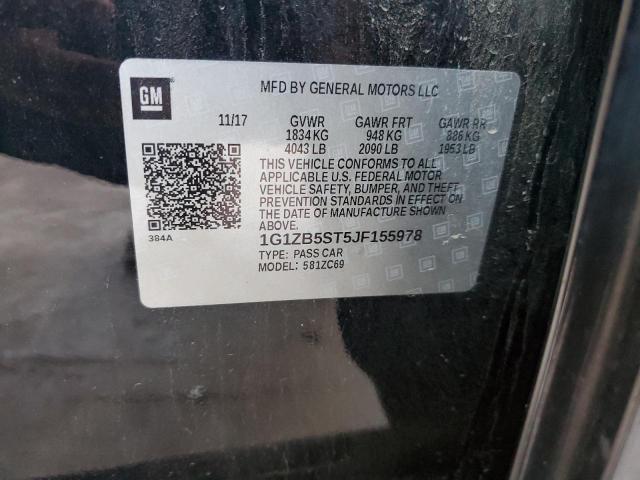 GM
MFD BY GENERAL MOTORS LLC
11/17 GVWR GAWR FRT GAWR RR
1834 KG 948 KG 886 KG
4043 LB 2090 LB 1953 LB
THIS VEHICLE CONFORMS TO ALL
APPLICABLE U.S. FEDERAL MOTOR
VEHICLE SAFETY, BUMPER, AND THEFT
PREVENTION STANDARDS IN EFFECT ON
THE DATE OF MANUFACTURE SHOWN
ABOVE.
384A
1G1ZB5ST5JF155978
TYPE: PASS CAR
MODEL: 581ZC69